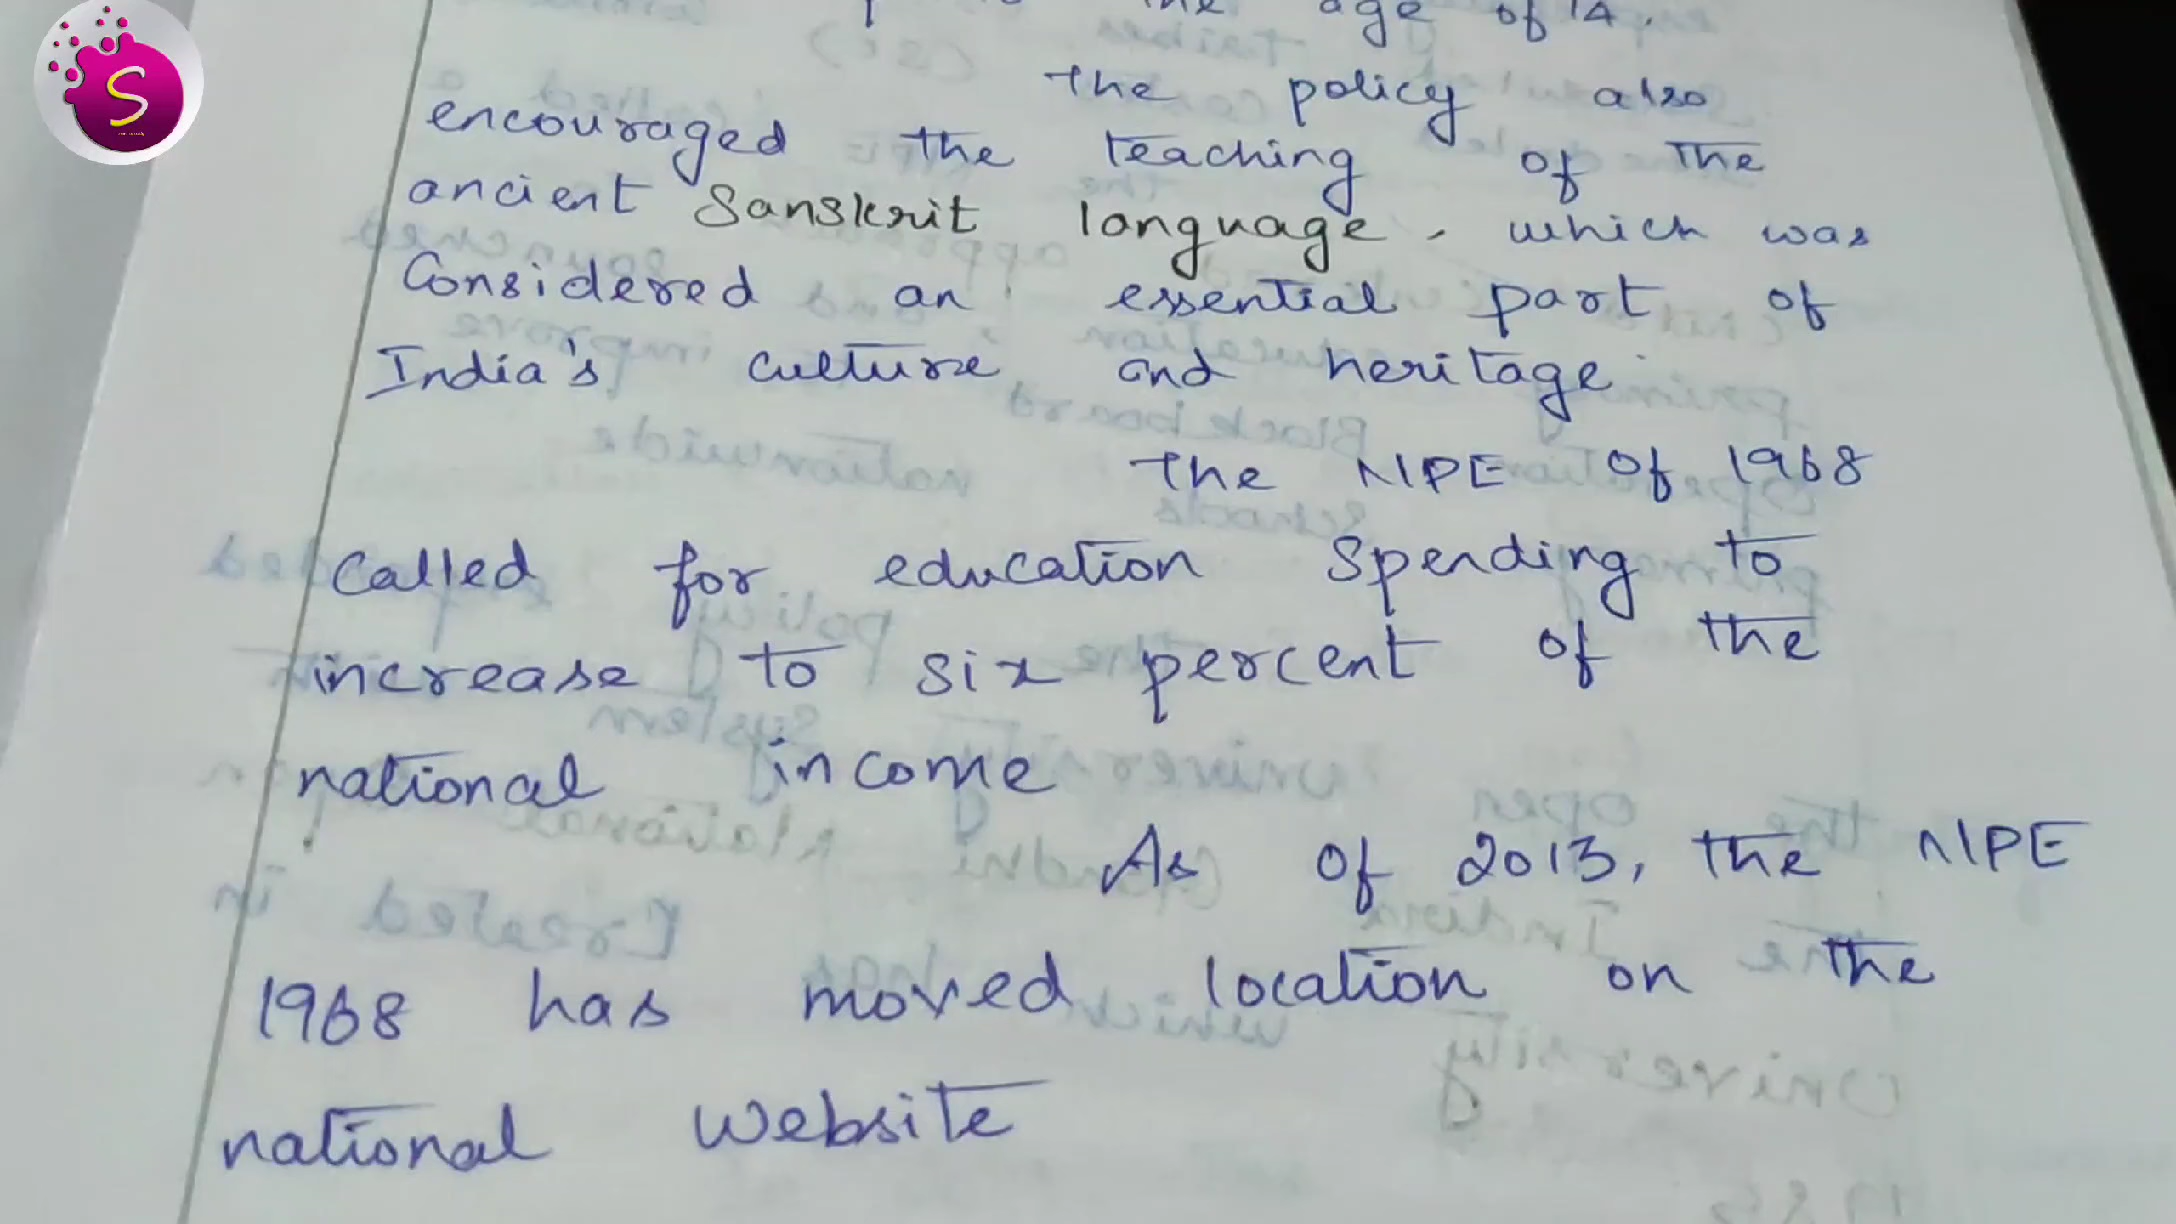 the age of 14.
The policy also
encouraged the teaching of the
ancient Sanskrit language, which was
Considered an essential part of
India's culture and heritage.
The NPE of 1968
Called for education Spending to
increase to six percent of the
national income
As of 2013, the NPE
1968 has moved location on the
national website
S